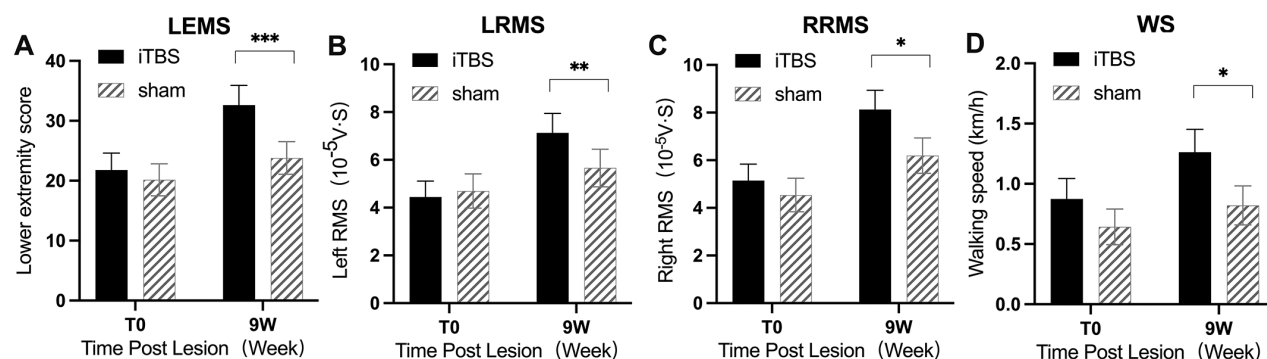 LEMS
A
***
iTBS
sham
Lower extremity score
40
30
20
10
0
T0
9W
Time Post Lesion (Week)
LRMS
B
**
iTBS
sham
Left RMS (10⁻⁵V·S)
10
8
6
4
2
0
T0
9W
Time Post Lesion (Week)
RRMS
C
*
iTBS
sham
Right RMS (10⁻⁵V·S)
10
8
6
4
2
0
T0
9W
Time Post Lesion (Week)
WS
D
*
iTBS
sham
Walking speed (km/h)
2.0
1.5
1.0
0.5
0.0
T0
9W
Time Post Lesion (Week)